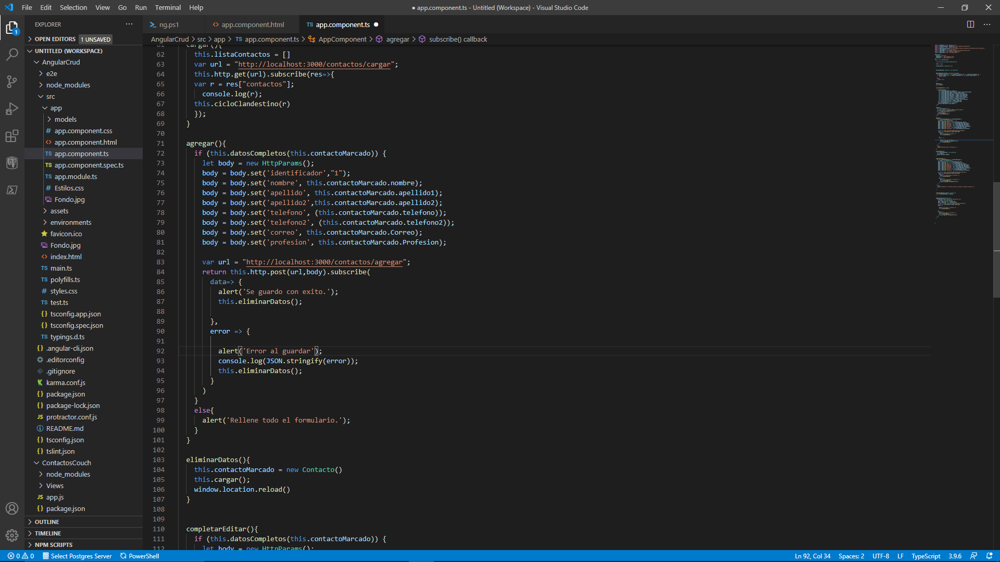 File Edit Selection View Go Run Terminal Help
● app.component.ts - Untitled (Workspace) - Visual Studio Code
EXPLORER
ng.ps1
app.component.html
TS app.component.ts
OPEN EDITORS 1 UNSAVED
AngularCrud > src > app > TS app.component.ts > AppComponent > agregar > subscribe() callback
UNTITLED (WORKSPACE)
AngularCrud
e2e
node_modules
src
app
models
# app.component.css
<> app.component.html
TS app.component.ts
TS app.component.spec.ts
TS app.module.ts
# Estilos.css
Fondo.jpg
assets
environments
favicon.ico
Fondo.jpg
<> index.html
TS main.ts
TS polyfills.ts
# styles.css
TS test.ts
{} tsconfig.app.json
{} tsconfig.spec.json
TS typings.d.ts
{} .angular-cli.json
.editorconfig
.gitignore
karma.conf.js
{} package.json
{} package-lock.json
JS protractor.conf.js
README.md
{} tsconfig.json
{} tslint.json
ContactosCouch
node_modules
Views
JS app.js
{} package.json
OUTLINE
TIMELINE
NPM SCRIPTS
61 cargar(){
62 this.listaContactos = []
63 var url = "http://localhost:3000/contactos/cargar";
64 this.http.get(url).subscribe(res=>{
65 var r = res["contactos"];
66 console.log(r);
67 this.cicloClandestino(r)
68 });
69 }
70
71 agregar(){
72 if (this.datosCompletos(this.contactoMarcado)) {
73 let body = new HttpParams();
74 body = body.set('identificador',"1");
75 body = body.set('nombre', this.contactoMarcado.nombre);
76 body = body.set('apellido', this.contactoMarcado.apellido1);
77 body = body.set('apellido2',this.contactoMarcado.apellido2);
78 body = body.set('telefono', (this.contactoMarcado.telefono));
79 body = body.set('telefono2', (this.contactoMarcado.telefono2));
80 body = body.set('correo', this.contactoMarcado.Correo);
81 body = body.set('profesion', this.contactoMarcado.Profesion);
82
83 var url = "http://localhost:3000/contactos/agregar";
84 return this.http.post(url,body).subscribe(
85 data=> {
86 alert('Se guardo con exito.');
87 this.eliminarDatos();
88
89 },
90 error => {
91
92 alert('Error al guardar');
93 console.log(JSON.stringify(error));
94 this.eliminarDatos();
95 }
96 )
97 }
98 else{
99 alert('Rellene todo el formulario.');
100 }
101 }
102
103 eliminarDatos(){
104 this.contactoMarcado = new Contacto()
105 this.cargar();
106 window.location.reload()
107 }
108
109
110 completarEditar(){
111 if (this.datosCompletos(this.contactoMarcado)) {
112 let body = new HttpParams();
1
0 0 Select Postgres Server PowerShell
Ln 92, Col 34 Spaces: 2 UTF-8 LF TypeScript 3.9.6